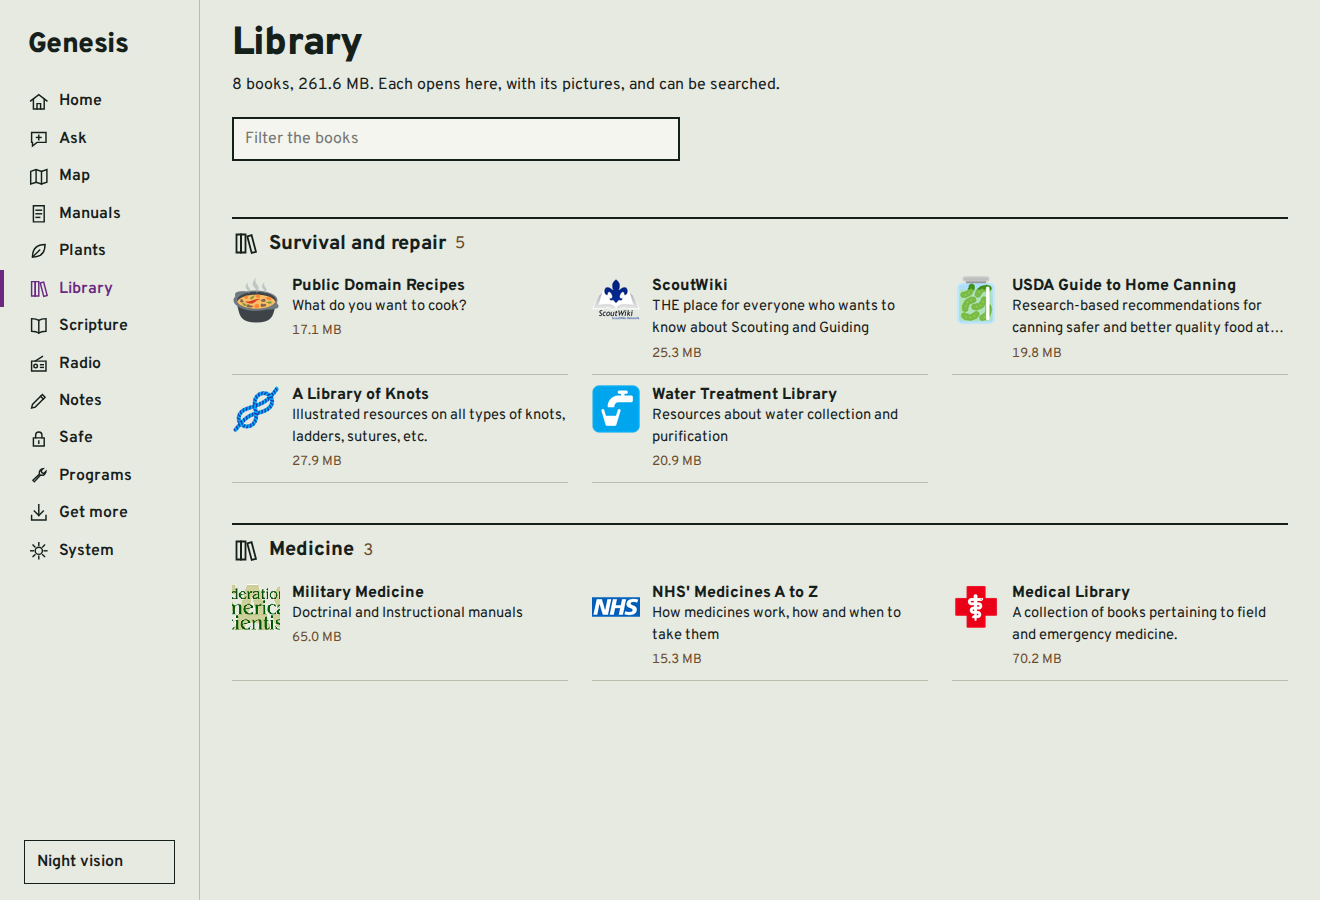 Genesis
Home
Ask
Map
Manuals
Plants
Library
Scripture
Radio
Notes
Safe
Programs
Get more
System
Night vision
Library
8 books, 261.6 MB. Each opens here, with its pictures, and can be searched.
Filter the books
Survival and repair 5
Public Domain Recipes
What do you want to cook?
17.1 MB
ScoutWiki
ScoutWiki
THE place for everyone who wants to
know about Scouting and Guiding
25.3 MB
USDA Guide to Home Canning
Research-based recommendations for
canning safer and better quality food at…
19.8 MB
A Library of Knots
Illustrated resources on all types of knots,
ladders, sutures, etc.
27.9 MB
Water Treatment Library
Resources about water collection and
purification
20.9 MB
Medicine 3
deration
merica
cientis
Military Medicine
Doctrinal and Instructional manuals
65.0 MB
NHS
NHS' Medicines A to Z
How medicines work, how and when to
take them
15.3 MB
Medical Library
A collection of books pertaining to field
and emergency medicine.
70.2 MB